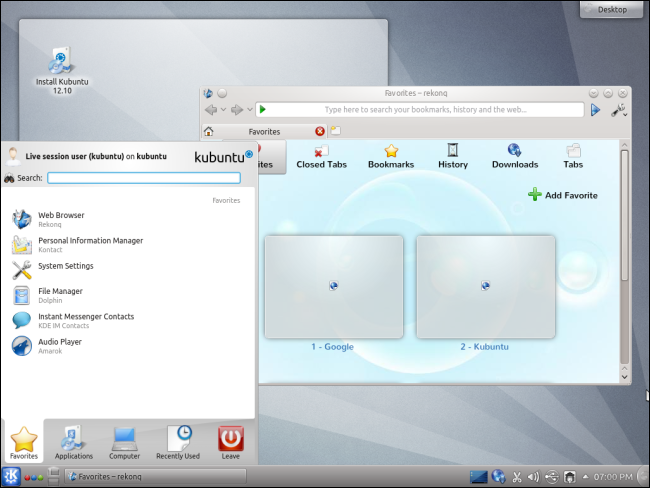 Desktop
Install Kubuntu
12.10
Favorites – rekonq
Type here to search your bookmarks, history and the web...
Favorites
Closed Tabs
Bookmarks
History
Downloads
Tabs
Add Favorite
1 - Google
2 - Kubuntu
Live session user (kubuntu) on kubuntu
kubuntu
Search:
Favorites
Web Browser
Rekonq
Personal Information Manager
Kontact
System Settings
File Manager
Dolphin
Instant Messenger Contacts
KDE IM Contacts
Audio Player
Amarok
Favorites
Applications
Computer
Recently Used
Leave
Favorites – rekonq
07:00 PM